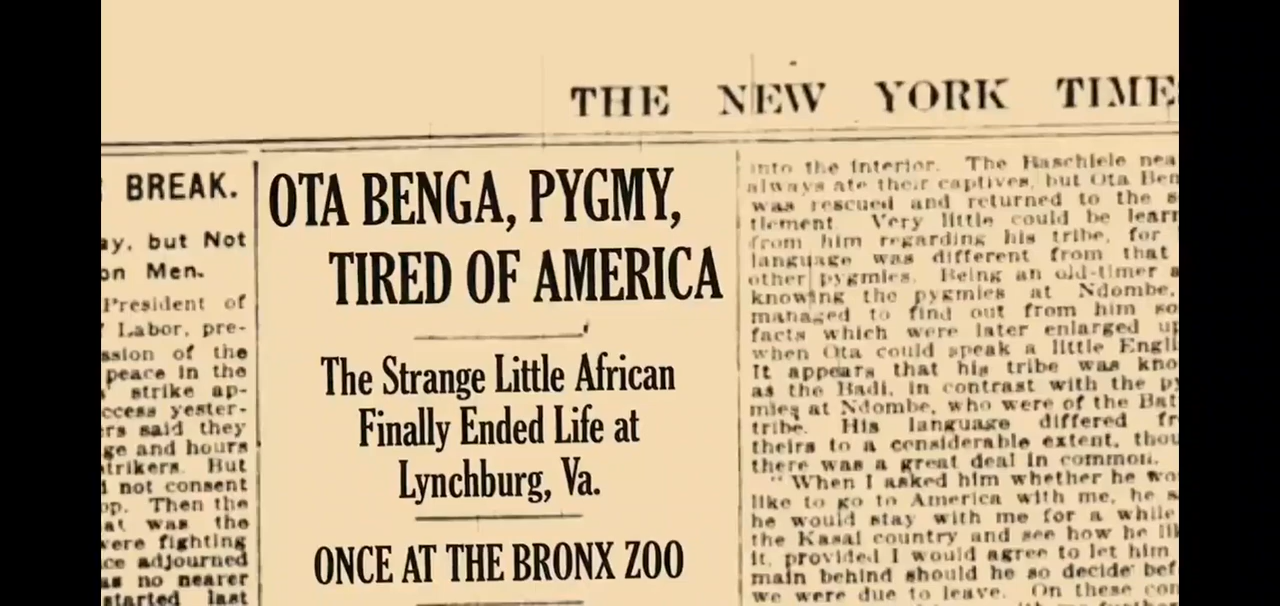 THE NEW YORK TIMES
BREAK.
ay, but Not
on Men.
President of
Labor, pre-
ssion of the
peace in the
strike ap-
ccess yester-
ers said they
ge and hours
strikers. But
not consent
op. Then the
at was the
were fighting
ce adjourned
as no nearer
started last
OTA BENGA, PYGMY,
TIRED OF AMERICA
The Strange Little African
Finally Ended Life at
Lynchburg, Va.
ONCE AT THE BRONX ZOO
into the interior. The Baschiele nea
always ate their captives, but Ota Ben
was rescued and returned to the s
tlement. Very little could be learn
from him regarding his tribe, for
language was different from that
other pygmies. Being an old-timer a
knowing the pygmies at Ndombe,
managed to find out from him so
facts which were later enlarged up
when Ota could speak a little Engli
It appears that his tribe was kno
as the Badi, in contrast with the py
mies at Ndombe, who were of the Bat
tribe. His language differed fr
theirs to a considerable extent, thou
there was a great deal in common.
"When I asked him whether he wo
like to go to America with me, he s
he would stay with me for a while
the Kasai country and see how he lik
it, provided I would agree to let him
main behind should he so decide bef
we were due to leave. On these con